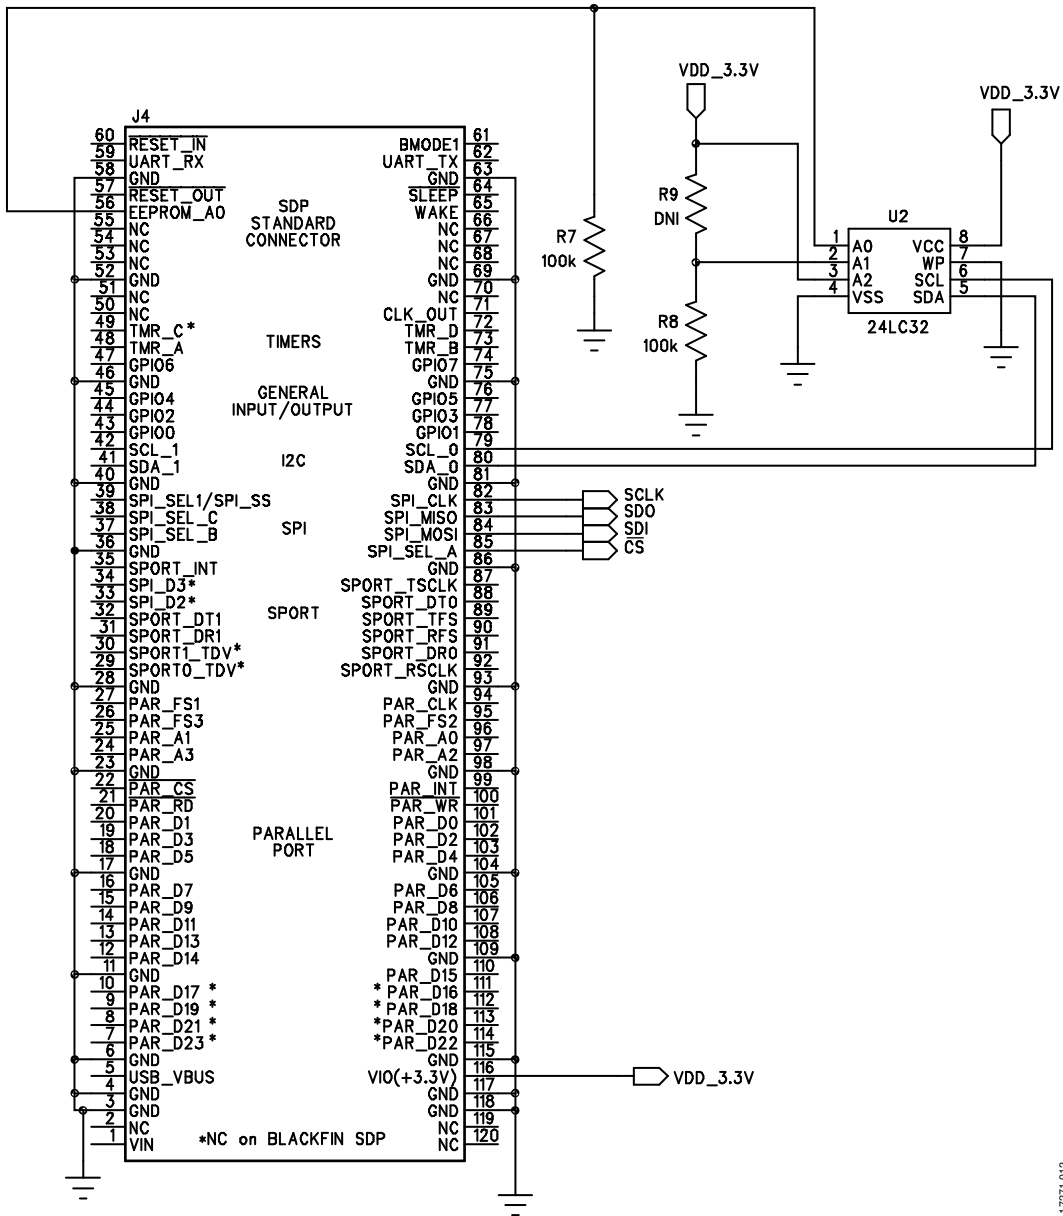 VDD_3.3V
VDD_3.3V
J4
60 RESET_IN BMODE1 61
59 UART_RX UART_TX 62
58 GND GND 63
57 RESET_OUT SLEEP 64
56 EEPROM_A0 WAKE 65
55 NC NC 66
54 NC NC 67
53 NC NC 68
52 GND GND 69
51 NC NC 70
50 NC CLK_OUT 71
49 TMR_C* TMR_D 72
48 TMR_A TMR_B 73
47 GPIO6 GPIO7 74
46 GND GND 75
45 GPIO4 GPIO5 76
44 GPIO2 GPIO3 77
43 GPIO0 GPIO1 78
42 SCL_1 SCL_0 79
41 SDA_1 SDA_0 80
40 GND GND 81
39 SPI_SEL1/SPI_SS SPI_CLK 82
38 SPI_SEL_C SPI_MISO 83
37 SPI_SEL_B SPI_MOSI 84
36 GND SPI_SEL_A 85
35 SPORT_INT GND 86
34 SPI_D3* SPORT_TSCLK 87
33 SPI_D2* SPORT_DT0 88
32 SPORT_DT1 SPORT_TFS 89
31 SPORT_DR1 SPORT_RFS 90
30 SPORT1_TDV* SPORT_DR0 91
29 SPORT0_TDV* SPORT_RSCLK 92
28 GND GND 93
27 PAR_FS1 PAR_CLK 94
26 PAR_FS3 PAR_FS2 95
25 PAR_A1 PAR_A0 96
24 PAR_A3 PAR_A2 97
23 GND GND 98
22 PAR_CS PAR_INT 99
21 PAR_RD PAR_WR 100
20 PAR_D1 PAR_D0 101
19 PAR_D3 PAR_D2 102
18 PAR_D5 PAR_D4 103
17 GND GND 104
16 PAR_D7 PAR_D6 105
15 PAR_D9 PAR_D8 106
14 PAR_D11 PAR_D10 107
13 PAR_D13 PAR_D12 108
12 PAR_D14 GND 109
11 GND PAR_D15 110
10 PAR_D17 * * PAR_D16 111
9 PAR_D19 * * PAR_D18 112
8 PAR_D21 * *PAR_D20 113
7 PAR_D23 * *PAR_D22 114
6 GND GND 115
5 USB_VBUS VIO(+3.3V) 116
4 GND GND 117
3 GND GND 118
2 NC NC 119
1 VIN NC 120
*NC on BLACKFIN SDP
SDP
STANDARD
CONNECTOR
TIMERS
GENERAL
INPUT/OUTPUT
I2C
SPI
SPORT
PARALLEL
PORT
R7
100k
R9
DNI
R8
100k
U2
1 A0 VCC 8
2 A1 WP 7
3 A2 SCL 6
4 VSS SDA 5
24LC32
SCLK
SDO
SDI
CS
VDD_3.3V